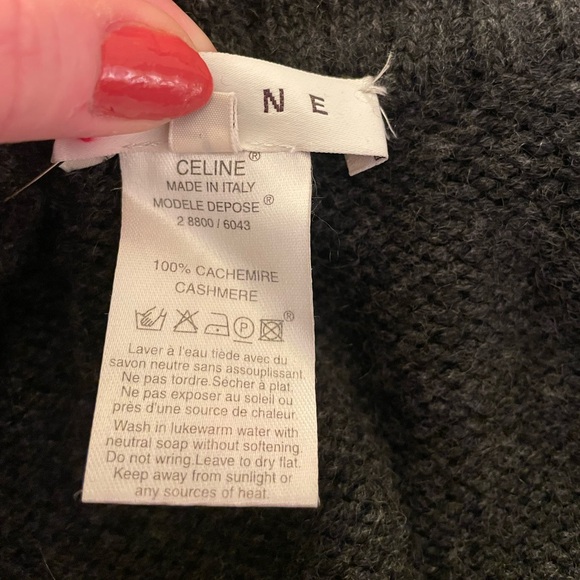 N E
CELINE®
MADE IN ITALY
MODELE DEPOSE®
2 8800 / 6043
100% CACHEMIRE
CASHMERE
P ®
Laver à l'eau tiède avec du
savon neutre sans assouplissant.
Ne pas tordre.Sécher à plat.
Ne pas exposer au soleil ou
près d'une source de chaleur.
Wash in lukewarm water with
neutral soap without softening.
Do not wring.Leave to dry flat.
Keep away from sunlight or
any sources of heat.